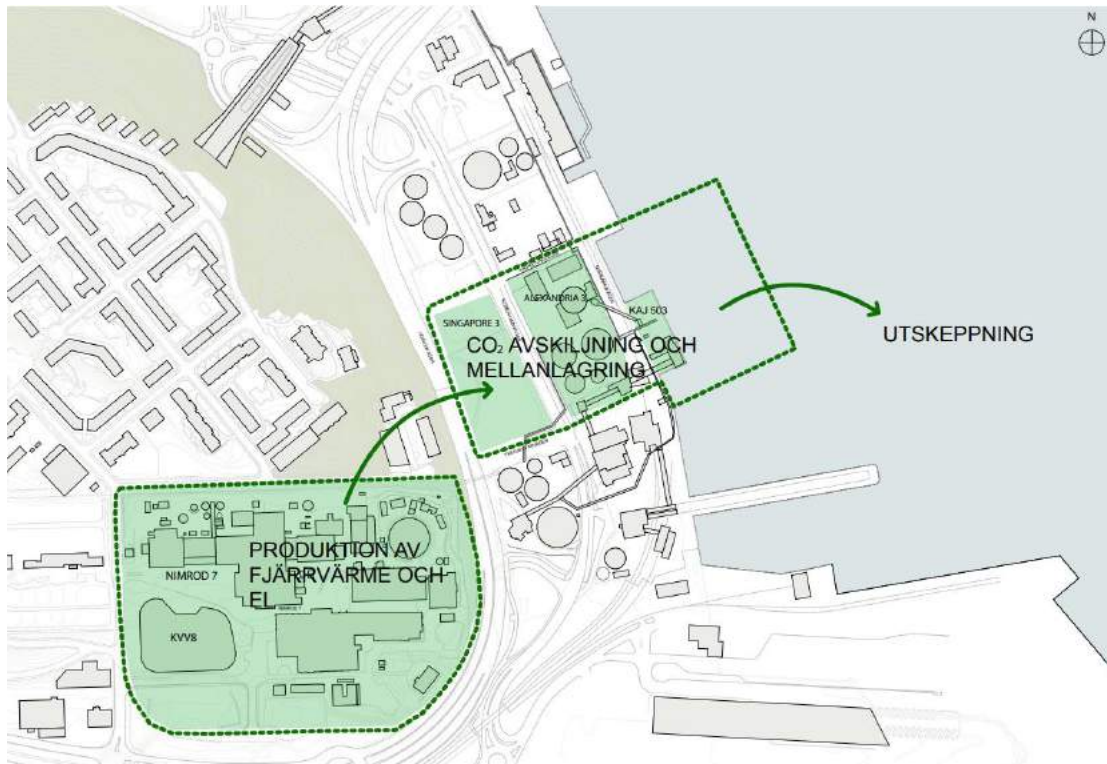 N
ALEXANDRIA 3
SINGAPORE 3
KAJ 503
CO₂ AVSKILJNING OCH
MELLANLAGRING
UTSKEPPNING
PRODUKTION AV
FJÄRRVÄRME OCH
EL
NIMROD 7
KVV8